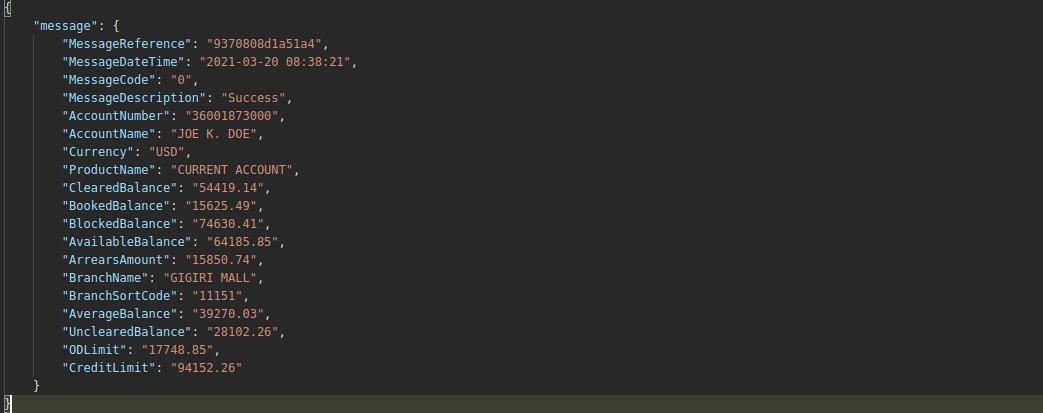 {
    "message": {
        "MessageReference": "9370808d1a51a4",
        "MessageDateTime": "2021-03-20 08:38:21",
        "MessageCode": "0",
        "MessageDescription": "Success",
        "AccountNumber": "36001873000",
        "AccountName": "JOE K. DOE",
        "Currency": "USD",
        "ProductName": "CURRENT ACCOUNT",
        "ClearedBalance": "54419.14",
        "BookedBalance": "15625.49",
        "BlockedBalance": "74630.41",
        "AvailableBalance": "64185.85",
        "ArrearsAmount": "15850.74",
        "BranchName": "GIGIRI MALL",
        "BranchSortCode": "11151",
        "AverageBalance": "39270.03",
        "UnclearedBalance": "28102.26",
        "ODLimit": "17748.85",
        "CreditLimit": "94152.26"
    }
}